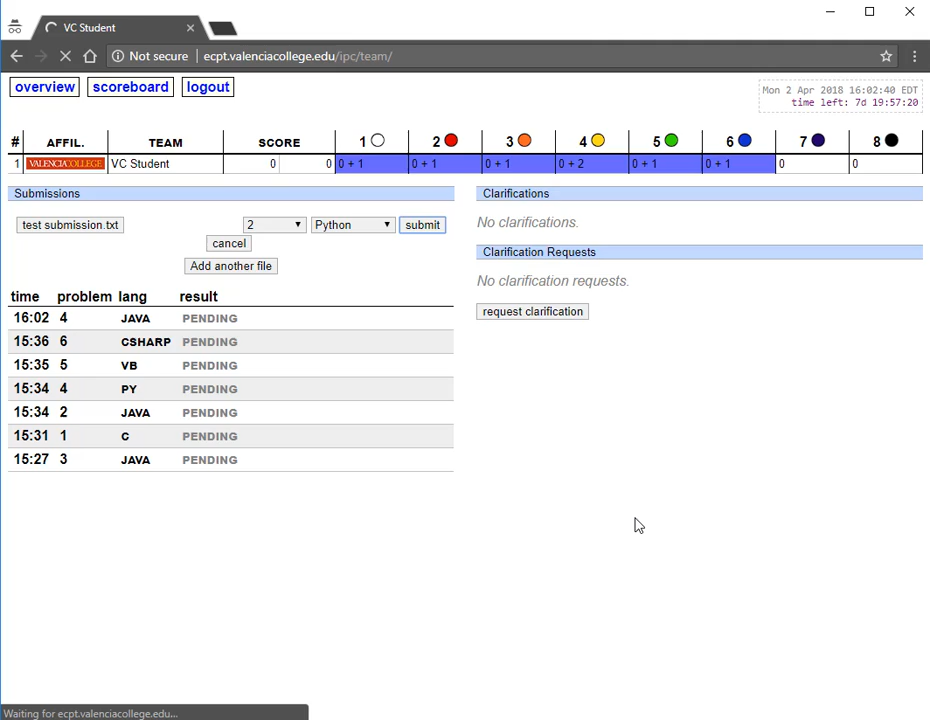 VC Student
Not secure ecpt.valenciacollege.edu/ipc/team/
overview scoreboard logout
Mon 2 Apr 2018 16:02:40 EDT
time left: 7d 19:57:20
# AFFIL. TEAM SCORE 1 2 3 4 5 6 7 8
1 VALENCIACOLLEGE VC Student 0 0 0 + 1 0 + 1 0 + 1 0 + 2 0 + 1 0 + 1 0 0
Submissions
test submission.txt 2 Python submit
cancel
Add another file
time problem lang result
16:02 4 JAVA PENDING
15:36 6 CSHARP PENDING
15:35 5 VB PENDING
15:34 4 PY PENDING
15:34 2 JAVA PENDING
15:31 1 C PENDING
15:27 3 JAVA PENDING
Clarifications
No clarifications.
Clarification Requests
No clarification requests.
request clarification
Waiting for ecpt.valenciacollege.edu...